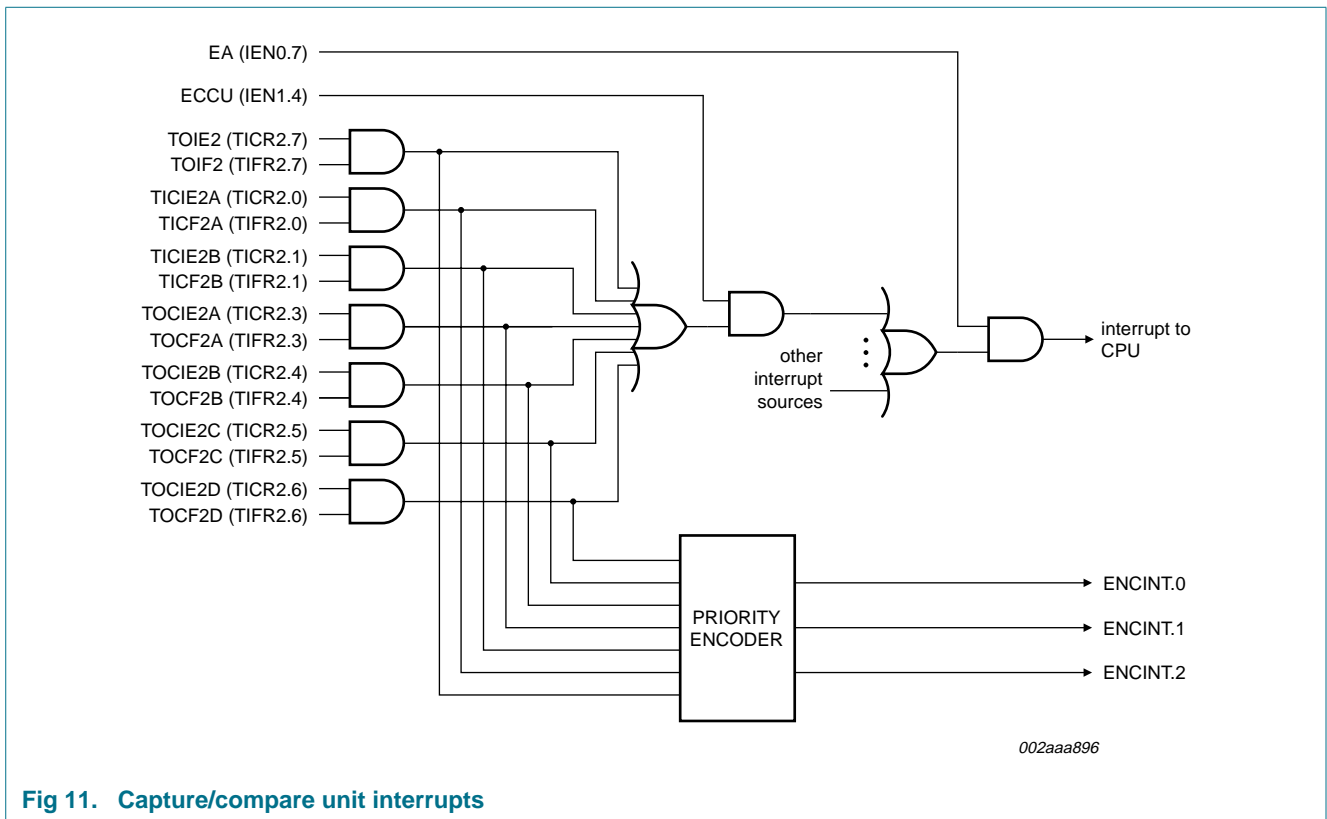 EA (IEN0.7)
ECCU (IEN1.4)
TOIE2 (TICR2.7)
TOIF2 (TIFR2.7)
TICIE2A (TICR2.0)
TICF2A (TIFR2.0)
TICIE2B (TICR2.1)
TICF2B (TIFR2.1)
TOCIE2A (TICR2.3)
TOCF2A (TIFR2.3)
TOCIE2B (TICR2.4)
TOCF2B (TIFR2.4)
TOCIE2C (TICR2.5)
TOCF2C (TIFR2.5)
TOCIE2D (TICR2.6)
TOCF2D (TIFR2.6)
other
interrupt
sources
interrupt to
CPU
PRIORITY
ENCODER
ENCINT.0
ENCINT.1
ENCINT.2
002aaa896
Fig 11. Capture/compare unit interrupts